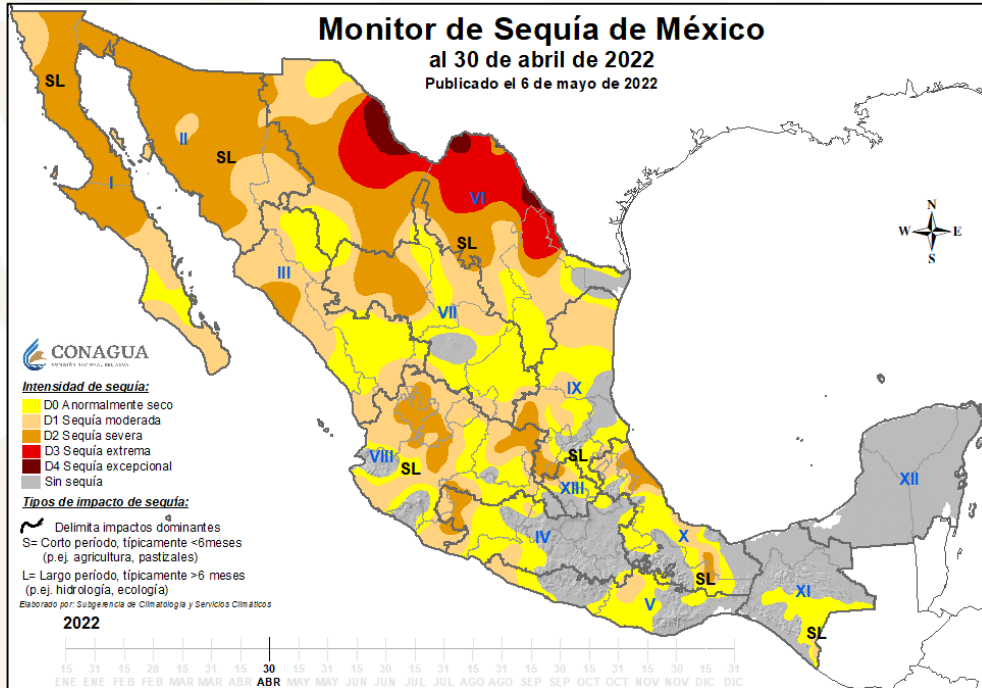 Monitor de Sequía de México
al 30 de abril de 2022
Publicado el 6 de mayo de 2022
SL
II
SL
I
VI
SL
III
VII
N
W E
S
CONAGUA
COMISIÓN NACIONAL DEL AGUA
Intensidad de sequía:
D0 Anormalmente seco
D1 Sequía moderada
D2 Sequía severa
D3 Sequía extrema
D4 Sequía excepcional
Sin sequía
IX
VIII
SL
SL
XIII
XII
IV
X
SL
V
XI
SL
Tipos de impacto de sequía:
Delimita impactos dominantes
S= Corto período, típicamente <6meses
(p.ej. agricultura, pastizales)
L= Largo período, típicamente >6 meses
(p.ej. hidrología, ecología)
Elaborado por: Subgerencia de Climatología y Servicios Climáticos
2022
15 31 15 28 15 31 15 30 15 31 15 30 15 31 15 31 15 30 15 31 15 30 15 31
ENE ENE FEB FEB MAR MAR ABR ABR MAY MAY JUN JUN JUL JUL AGO AGO SEP SEP OCT OCT NOV NOV DIC DIC